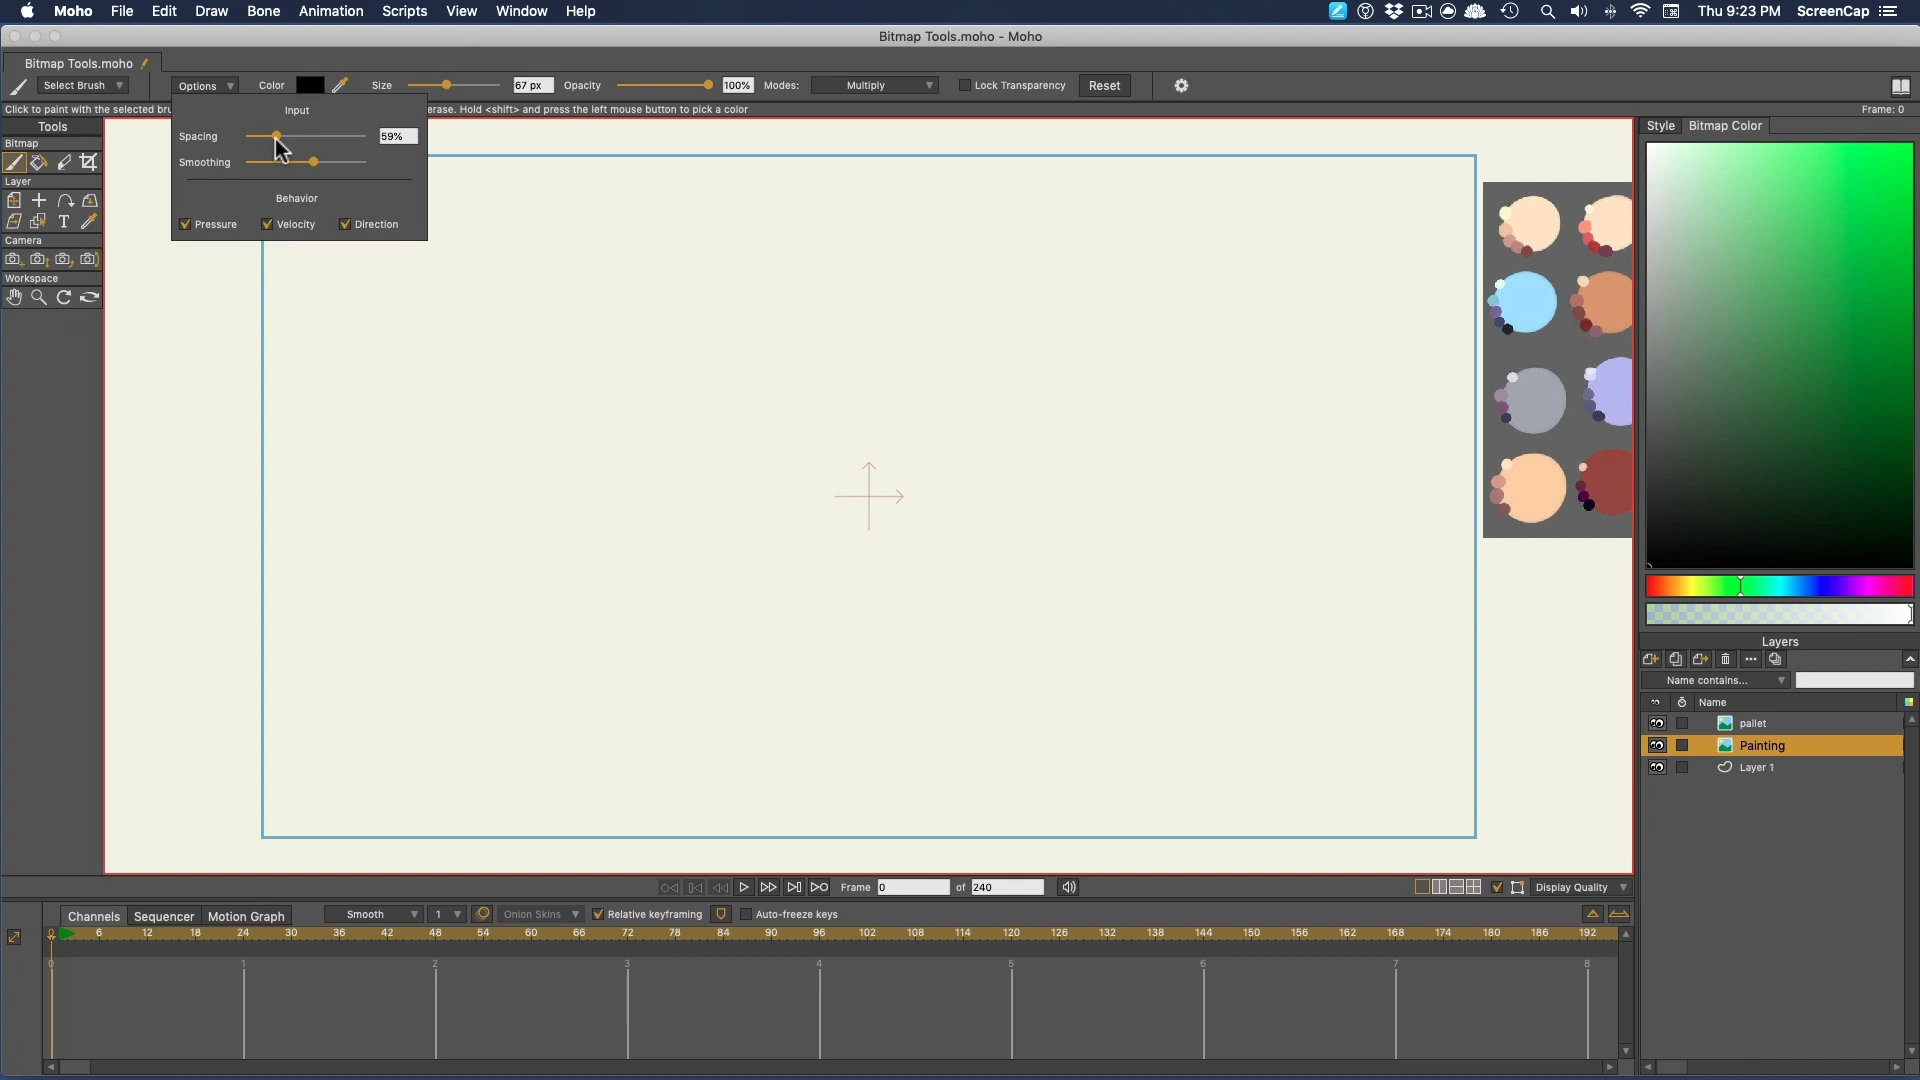 Moho File Edit Draw Bone Animation Scripts View Window Help Thu 9:23 PM ScreenCap
Bitmap Tools.moho - Moho
Bitmap Tools.moho
Select Brush Options Color Size 67 px Opacity 100% Modes: Multiply Lock Transparency Reset
Click to paint with the selected bru erase. Hold <shift> and press the left mouse button to pick a color Frame: 0
Tools
Bitmap
Layer
Camera
Workspace
Input
Spacing 59%
Smoothing
Behavior
Pressure Velocity Direction
Style Bitmap Color
Layers
Name contains...
Name
pallet
Painting
Layer 1
Frame 0 of 240 Display Quality
Channels Sequencer Motion Graph Smooth 1 Onion Skins Relative keyframing Auto-freeze keys
0 6 12 18 24 30 36 42 48 54 60 66 72 78 84 90 96 102 108 114 120 126 132 138 144 150 156 162 168 174 180 186 192
0 1 2 3 4 5 6 7 8